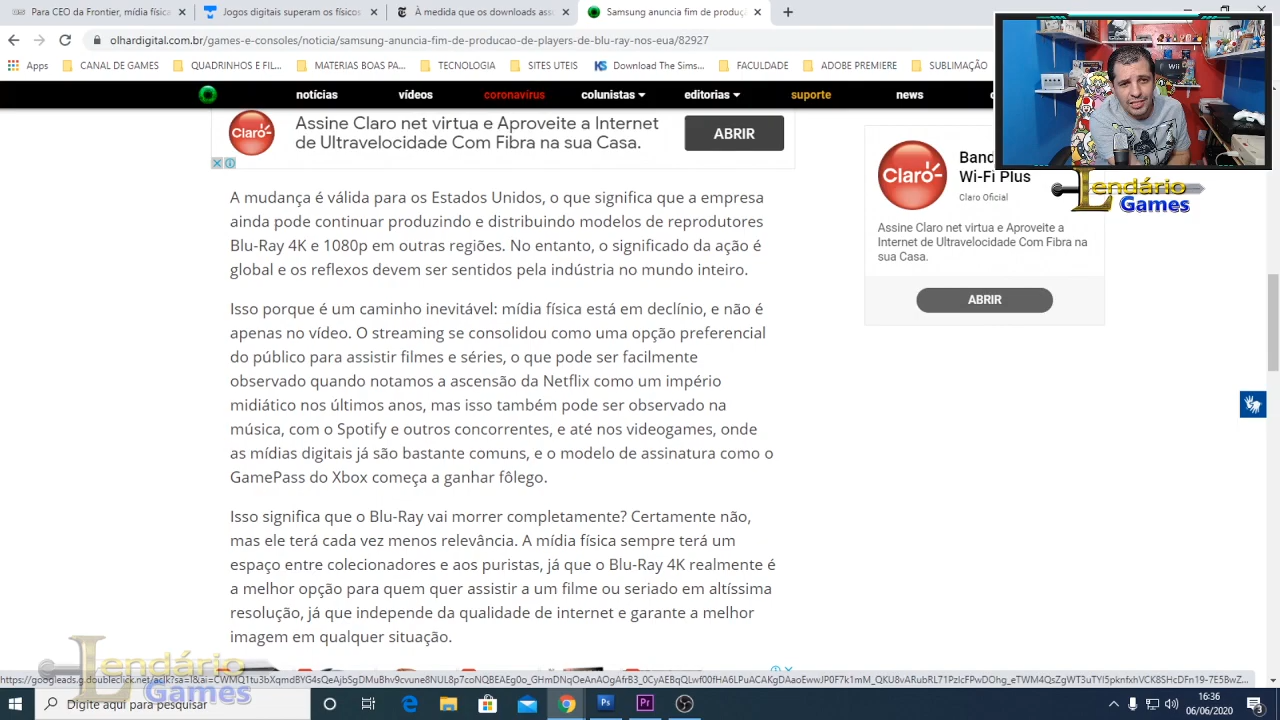 Para CEO da Frontier, mídia física
Jogos digitais superam os físico
Samsung anuncia fim de produçã
olhardigital.com.br/games-e-consoles/noticia/
cacao-de-players-de-blu-ray-nos-eua/82927
Apps
CANAL DE GAMES
QUADRINHOS E FIL...
MATERIAS BOAS PA...
SITES UTEIS
Download The Sims...
FACULDADE
ADOBE PREMIERE
SUBLIMAÇÃO
notícias
vídeos
coronavírus
colunistas
editorias
suporte
news
Claro
Assine Claro net virtua e Aproveite a Internet
de Ultravelocidade Com Fibra na sua Casa.
ABRIR
Wii
Claro
Band
Wi-Fi Plus
Claro Oficial
Assine Claro net virtua e Aproveite a
Internet de Ultravelocidade Com Fibra na
sua Casa.
ABRIR
Lendário
Games
A mudança é válida para os Estados Unidos, o que significa que a empresa
ainda pode continuar produzindo e distribuindo modelos de reprodutores
Blu-Ray 4K e 1080p em outras regiões. No entanto, o significado da ação é
global e os reflexos devem ser sentidos pela indústria no mundo inteiro.
Isso porque é um caminho inevitável: mídia física está em declínio, e não é
apenas no vídeo. O streaming se consolidou como uma opção preferencial
do público para assistir filmes e séries, o que pode ser facilmente
observado quando notamos a ascensão da Netflix como um império
midiático nos últimos anos, mas isso também pode ser observado na
música, com o Spotify e outros concorrentes, e até nos videogames, onde
as mídias digitais já são bastante comuns, e o modelo de assinatura como o
GamePass do Xbox começa a ganhar fôlego.
Isso significa que o Blu-Ray vai morrer completamente? Certamente não,
mas ele terá cada vez menos relevância. A mídia física sempre terá um
espaço entre colecionadores e aos puristas, já que o Blu-Ray 4K realmente é
a melhor opção para quem quer assistir a um filme ou seriado em altíssima
resolução, já que independe da qualidade de internet e garante a melhor
imagem em qualquer situação.
Lendário
Games
Digite aqui para pesquisar
Ps
Pr
16:36
06/06/2020
3